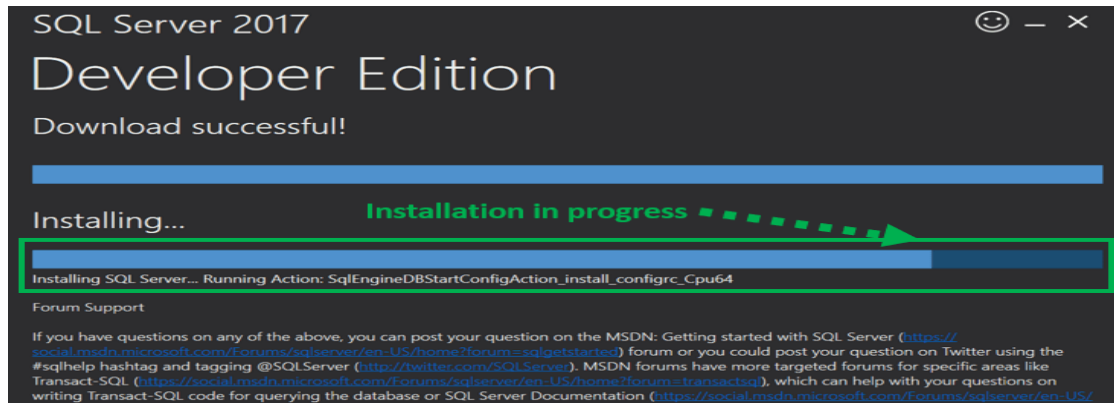 SQL Server 2017
Developer Edition
Download successful!
Installing...
Installation in progress
Installing SQL Server... Running Action: SqlEngineDBStartConfigAction_install_configrc_Cpu64
Forum Support
If you have questions on any of the above, you can post your question on the MSDN: Getting started with SQL Server (https://
social.msdn.microsoft.com/Forums/sqlserver/en-US/home?forum=sqlgetstarted) forum or you could post your question on Twitter using the
#sqlhelp hashtag and tagging @SQLServer (http://twitter.com/SQLServer). MSDN forums have more targeted forums for specific areas like
Transact-SQL (https://social.msdn.microsoft.com/Forums/sqlserver/en-US/home?forum=transactsql), which can help with your questions on
writing Transact-SQL code for querying the database or SQL Server Documentation (https://social.msdn.microsoft.com/Forums/sqlserver/en-US/